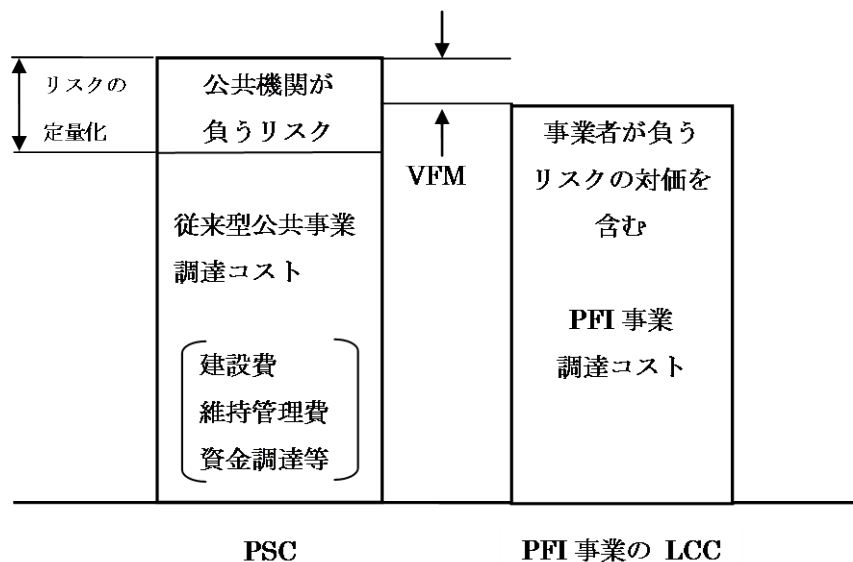 リスクの
定量化
公共機関が
負うリスク
従来型公共事業
調達コスト
建設費
維持管理費
資金調達等
VFM
事業者が負う
リスクの対価を
含む
PFI 事業
調達コスト
PSC
PFI 事業の LCC